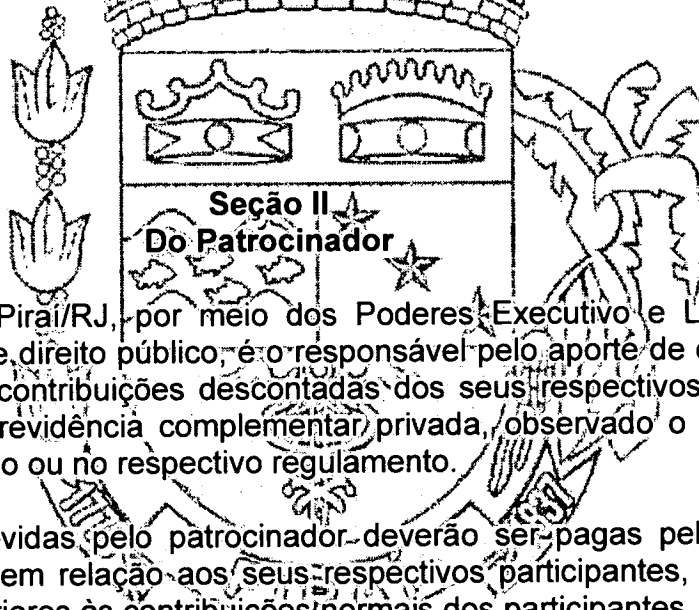 Seção II
Do Patrocinador
Piraí/RJ, por meio dos Poderes Executivo e L
e direito público, é o responsável pelo aporte de
contribuições descontadas dos seus respectivos
revidência complementar privada, observado o
o ou no respectivo regulamento.
vidas pelo patrocinador deverão ser pagas pel
em relação aos seus respectivos participantes,
às contribuições normais dos participantes